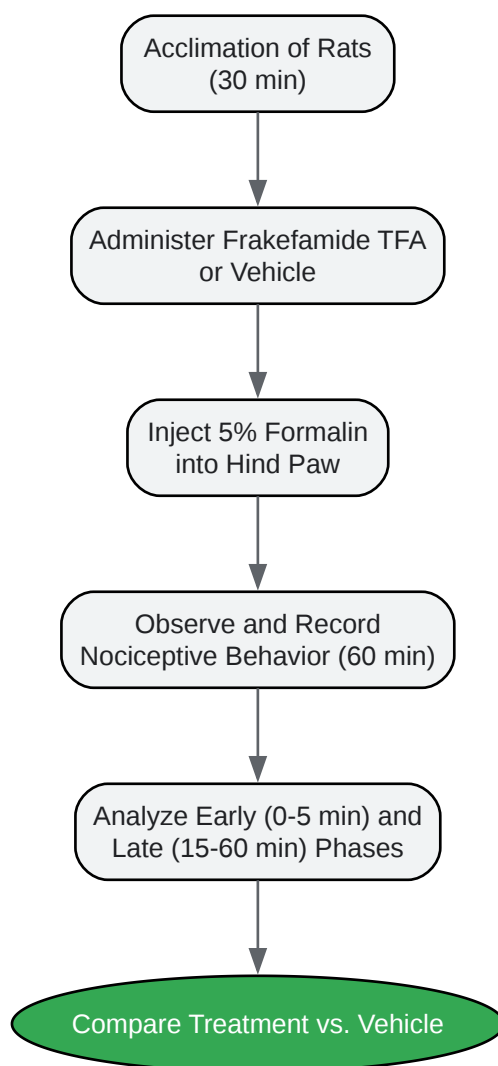 Acclimation of Rats
(30 min)
Administer Frakefamide TFA
or Vehicle
Inject 5% Formalin
into Hind Paw
Observe and Record
Nociceptive Behavior (60 min)
Analyze Early (0-5 min) and
Late (15-60 min) Phases
Compare Treatment vs. Vehicle